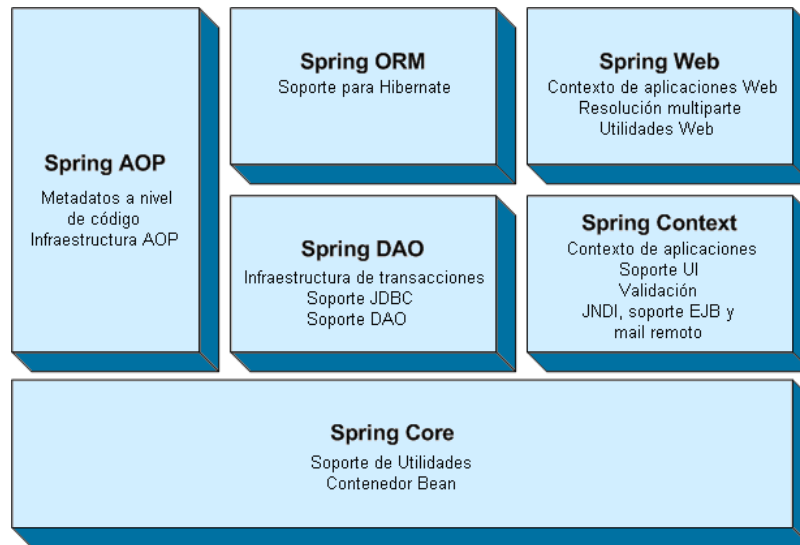 Spring AOP
Metadatos a nivel
de código
Infraestructura AOP
Spring ORM
Soporte para Hibernate
Spring Web
Contexto de aplicaciones Web
Resolución multiparte
Utilidades Web
Spring DAO
Infraestructura de transacciones
Soporte JDBC
Soporte DAO
Spring Context
Contexto de aplicaciones
Soporte UI
Validación
JNDI, soporte EJB y
mail remoto
Spring Core
Soporte de Utilidades
Contenedor Bean